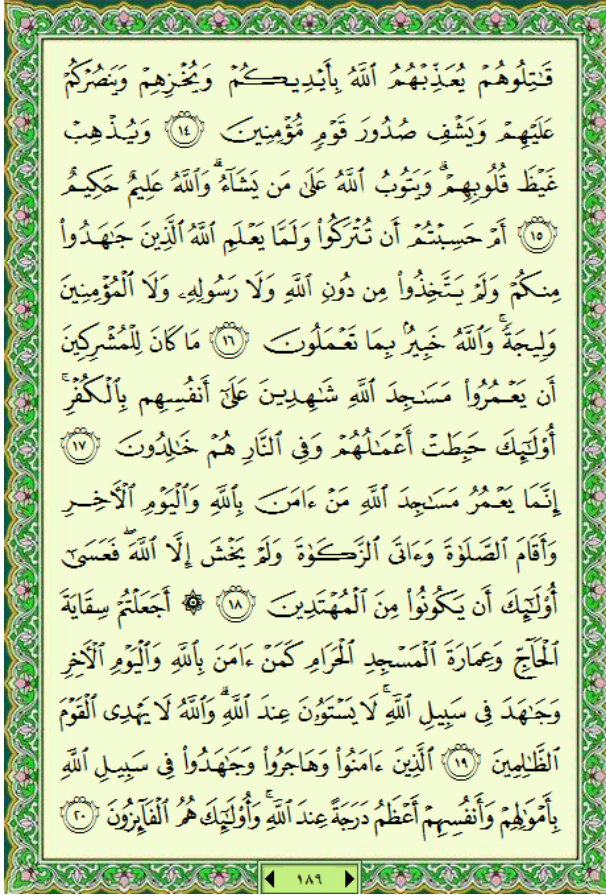 قَٰتِلُوهُمْ يُعَذِّبْهُمُ ٱللَّهُ بِأَيْدِيكُمْ وَيُخْزِهِمْ وَيَنصُرْكُمْ
عَلَيْهِمْ وَيَشْفِ صُدُورَ قَوْمٍ مُّؤْمِنِينَ ١٤ وَيُذْهِبْ
غَيْظَ قُلُوبِهِمْ ۗ وَيَتُوبُ ٱللَّهُ عَلَىٰ مَن يَشَآءُ ۗ وَٱللَّهُ عَلِيمٌ حَكِيمٌ
١٥ أَمْ حَسِبْتُمْ أَن تُتْرَكُوا۟ وَلَمَّا يَعْلَمِ ٱللَّهُ ٱلَّذِينَ جَٰهَدُوا۟
مِنكُمْ وَلَمْ يَتَّخِذُوا۟ مِن دُونِ ٱللَّهِ وَلَا رَسُولِهِۦ وَلَا ٱلْمُؤْمِنِينَ
وَلِيجَةً ۚ وَٱللَّهُ خَبِيرٌۢ بِمَا تَعْمَلُونَ ١٦ مَا كَانَ لِلْمُشْرِكِينَ
أَن يَعْمُرُوا۟ مَسَٰجِدَ ٱللَّهِ شَٰهِدِينَ عَلَىٰٓ أَنفُسِهِم بِٱلْكُفْرِ ۚ
أُو۟لَٰٓئِكَ حَبِطَتْ أَعْمَٰلُهُمْ وَفِى ٱلنَّارِ هُمْ خَٰلِدُونَ ١٧
إِنَّمَا يَعْمُرُ مَسَٰجِدَ ٱللَّهِ مَنْ ءَامَنَ بِٱللَّهِ وَٱلْيَوْمِ ٱلْءَاخِرِ
وَأَقَامَ ٱلصَّلَوٰةَ وَءَاتَى ٱلزَّكَوٰةَ وَلَمْ يَخْشَ إِلَّا ٱللَّهَ ۖ فَعَسَىٰٓ
أُو۟لَٰٓئِكَ أَن يَكُونُوا۟ مِنَ ٱلْمُهْتَدِينَ ١٨ ۞ أَجَعَلْتُمْ سِقَايَةَ
ٱلْحَآجِّ وَعِمَارَةَ ٱلْمَسْجِدِ ٱلْحَرَامِ كَمَنْ ءَامَنَ بِٱللَّهِ وَٱلْيَوْمِ ٱلْءَاخِرِ
وَجَٰهَدَ فِى سَبِيلِ ٱللَّهِ ۚ لَا يَسْتَوُۥنَ عِندَ ٱللَّهِ ۗ وَٱللَّهُ لَا يَهْدِى ٱلْقَوْمَ
ٱلظَّٰلِمِينَ ١٩ ٱلَّذِينَ ءَامَنُوا۟ وَهَاجَرُوا۟ وَجَٰهَدُوا۟ فِى سَبِيلِ ٱللَّهِ
بِأَمْوَٰلِهِمْ وَأَنفُسِهِمْ أَعْظَمُ دَرَجَةً عِندَ ٱللَّهِ ۚ وَأُو۟لَٰٓئِكَ هُمُ ٱلْفَآئِزُونَ ٢٠
١٨٩